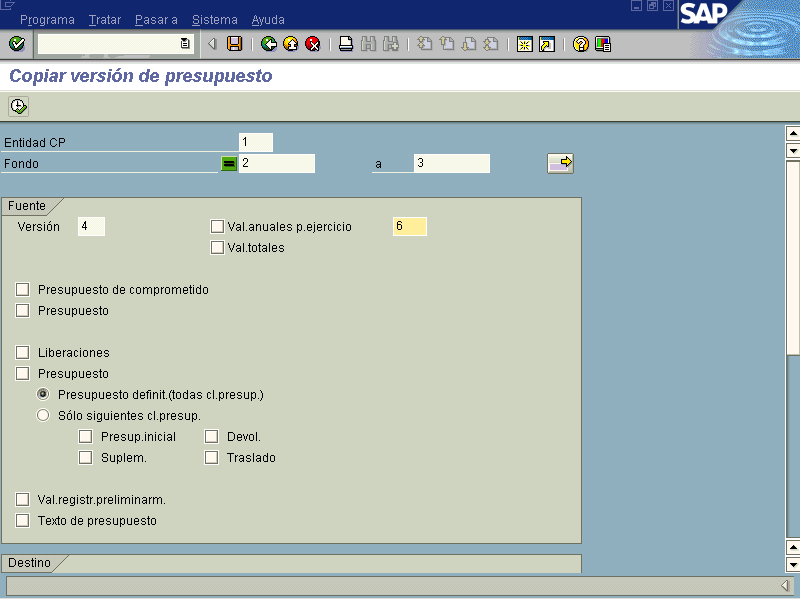 Programa Tratar Pasar a Sistema Ayuda
SAP
Copiar versión de presupuesto
Entidad CP 1
Fondo 2 a 3
Fuente
Versión 4 Val.anuales p.ejercicio 6
Val.totales
Presupuesto de comprometido
Presupuesto
Liberaciones
Presupuesto
Presupuesto definit.(todas cl.presup.)
Sólo siguientes cl.presup.
Presup.inicial Devol.
Suplem. Traslado
Val.registr.preliminarm.
Texto de presupuesto
Destino